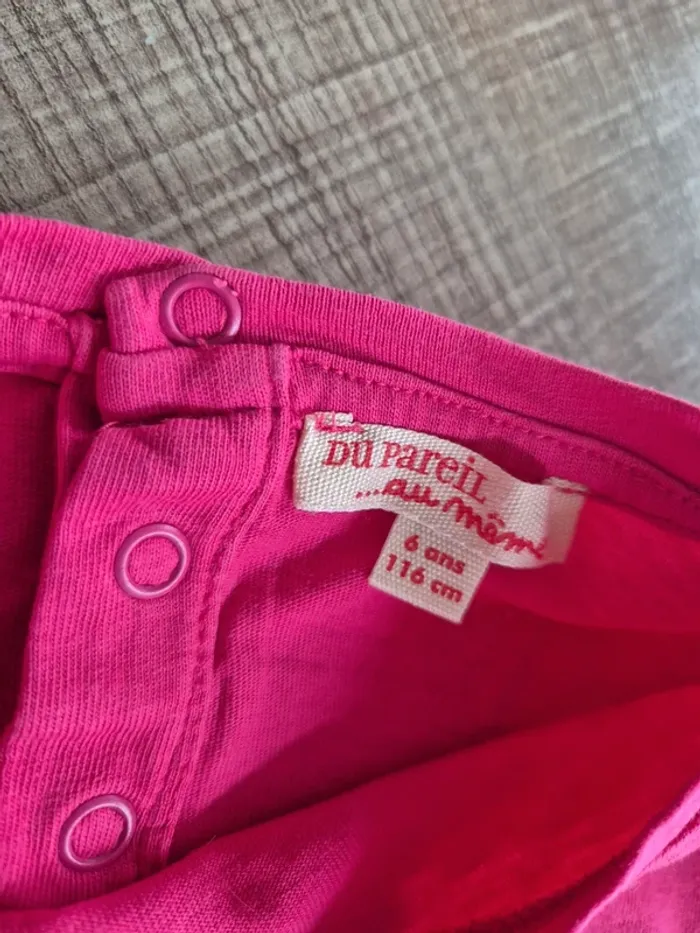 DU PareiL
...au même
6 ans
116 cm